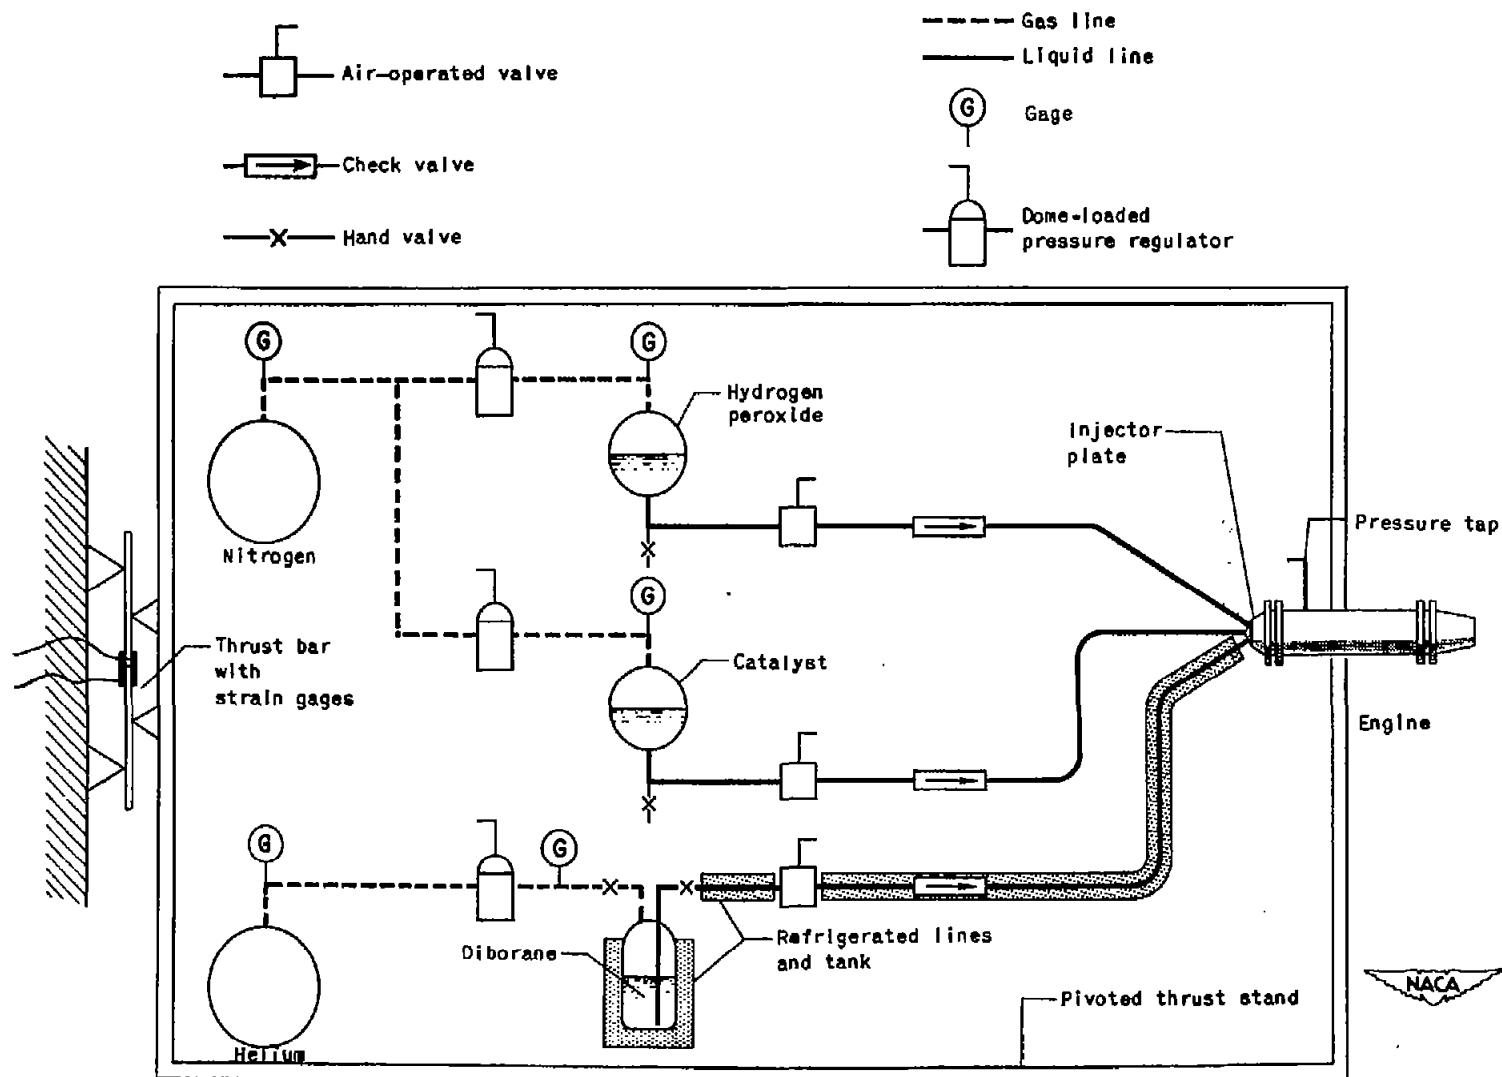 Air-operated valve
Check valve
Hand valve
Gas line
Liquid line
G
Gage
Dome-loaded
pressure regulator
G
G
Hydrogen
peroxide
Injector
plate
Pressure tap
Nitrogen
G
Thrust bar
with
strain gages
Catalyst
Engine
G
G
Diborane
Refrigerated lines
and tank
Helium
Pivoted thrust stand
NACA